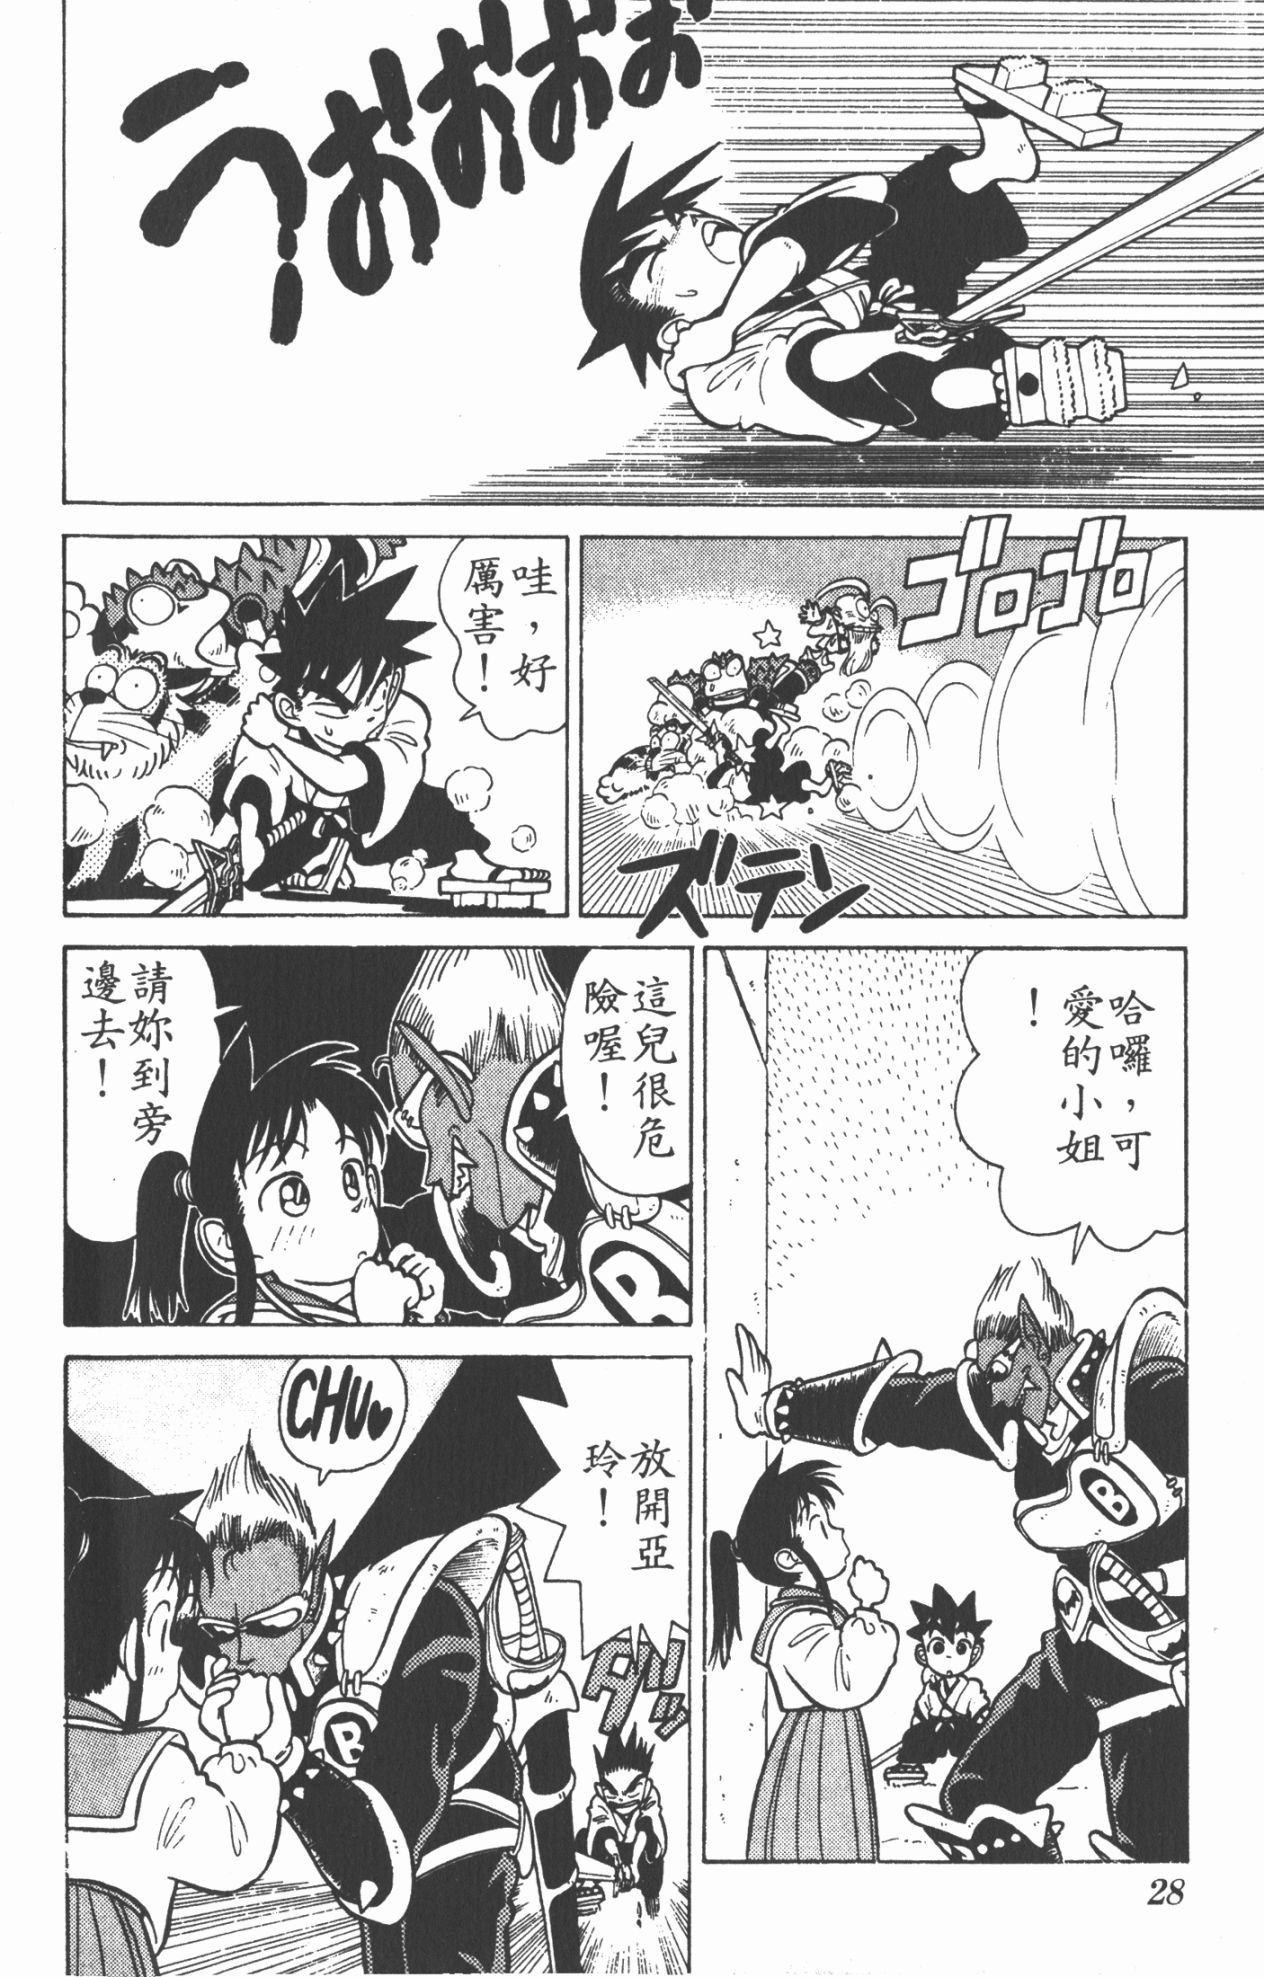 うおおおお
ゴロゴロ
ズテン
哇，好
厲害！
哈囉，可
愛的小姐
！
B
這兒很危
險喔！
請妳到旁
邊去！
B
放開亞
玲！
CHU♥
ダッ
B
28